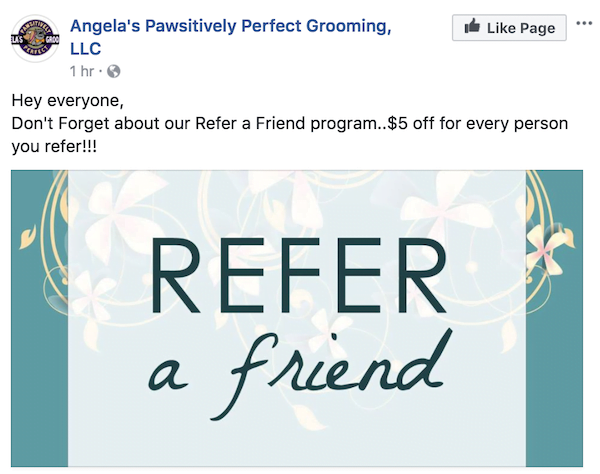 Angela's Pawsitively Perfect Grooming,
LLC
Like Page
1 hr
Hey everyone,
Don't Forget about our Refer a Friend program..$5 off for every person
you refer!!!
REFER
a friend